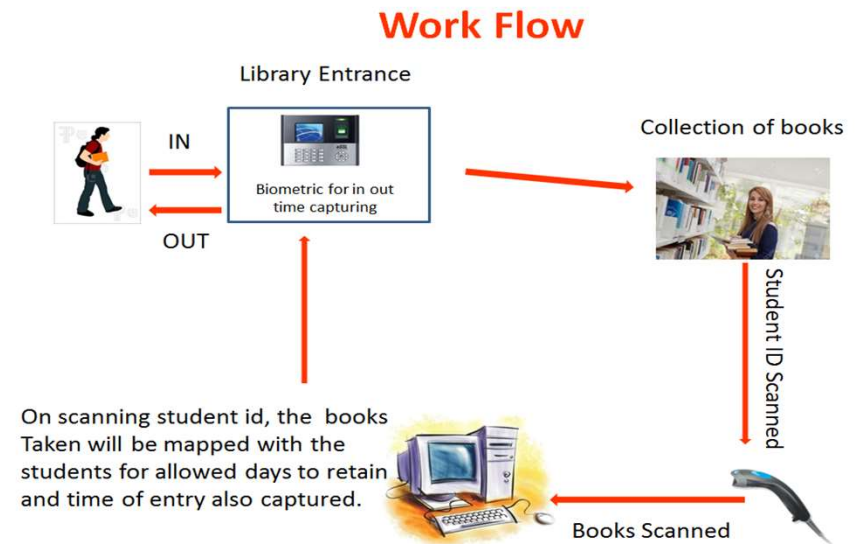 Work Flow
Library Entrance
IN
Biometric for in out
time capturing
OUT
Collection of books
Student ID Scanned
On scanning student id, the books
Taken will be mapped with the
students for allowed days to retain
and time of entry also captured.
Books Scanned